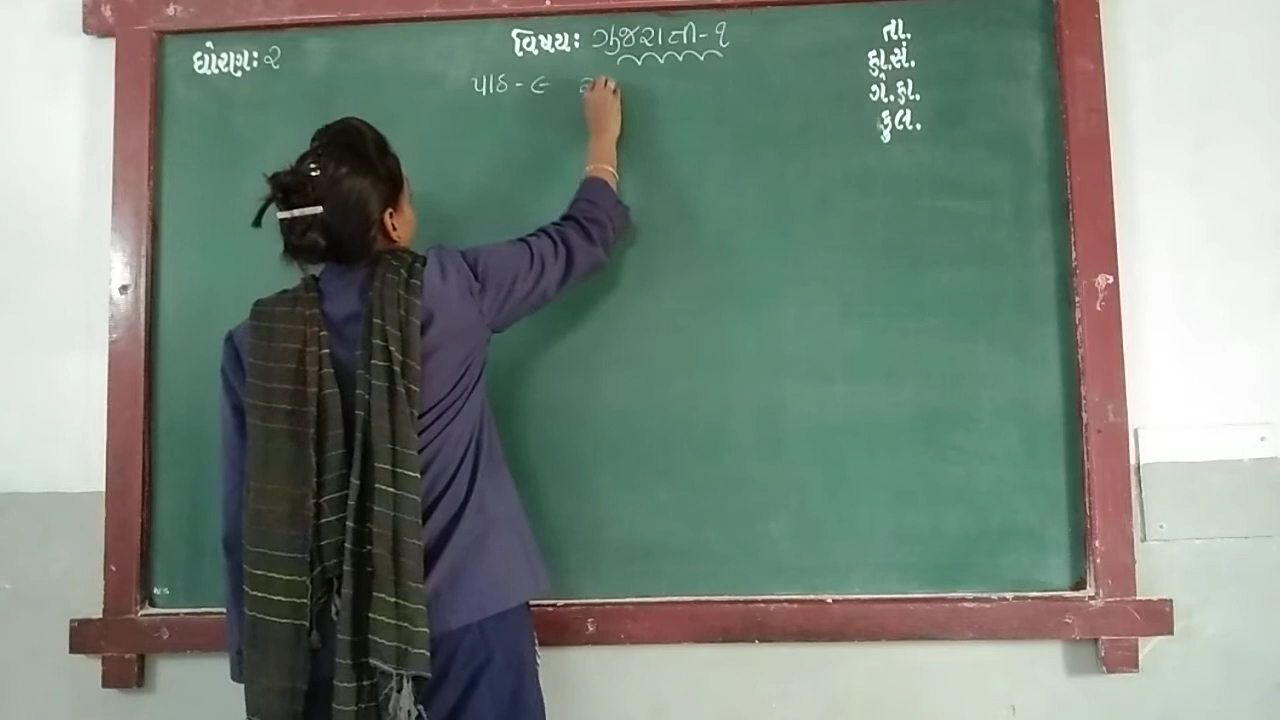 ધોરણઃ ૨
વિષયઃ ગુજરાતી-૧
પાઠ - ૯
તા.
હા.સં.
ગે.હા.
કુલ.